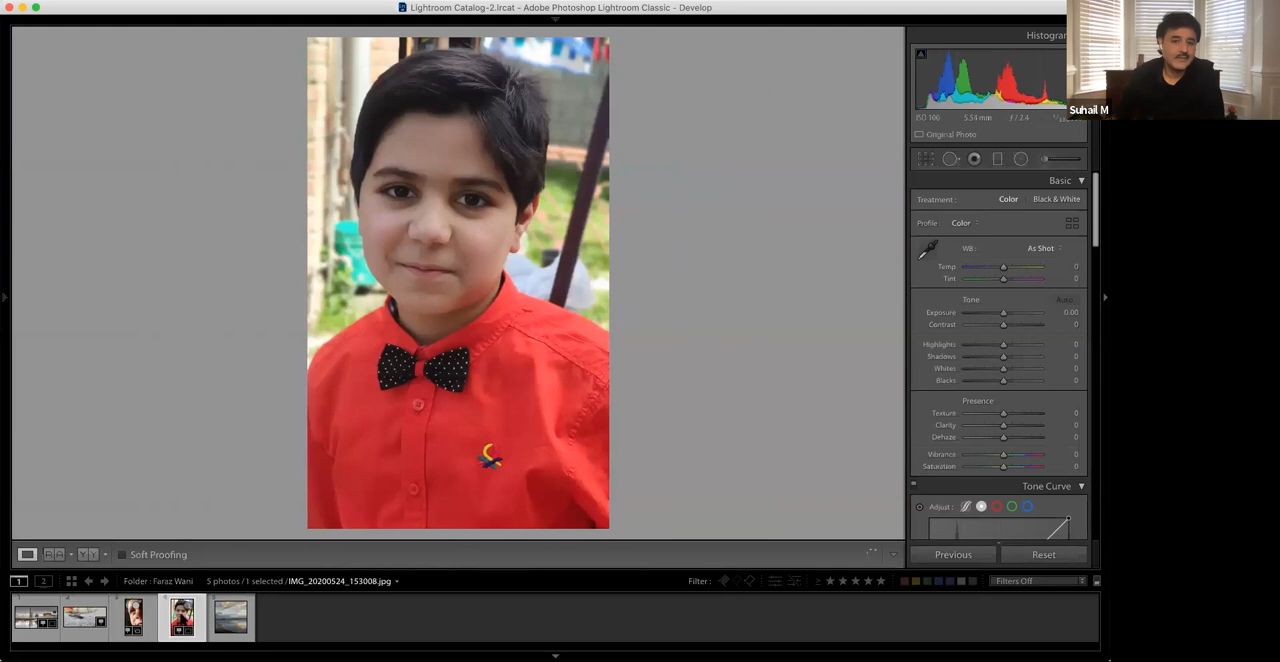 Lightroom Catalog-2.lrcat - Adobe Photoshop Lightroom Classic - Develop
Suhail M
ISO 100 5.54 mm ƒ / 2.4
Original Photo
Basic
Treatment : Color Black & White
Profile Color
WB : As Shot
Temp 0
Tint 0
Tone Auto
Exposure 0.00
Contrast 0
Highlights 0
Shadows 0
Whites 0
Blacks 0
Presence
Texture 0
Clarity 0
Dehaze 0
Vibrance 0
Saturation 0
Tone Curve
Adjust :
Soft Proofing
Previous Reset
1 2 Folder : Faraz Wani 5 photos / 1 selected / IMG_20200524_153008.jpg Filter : Filters Off